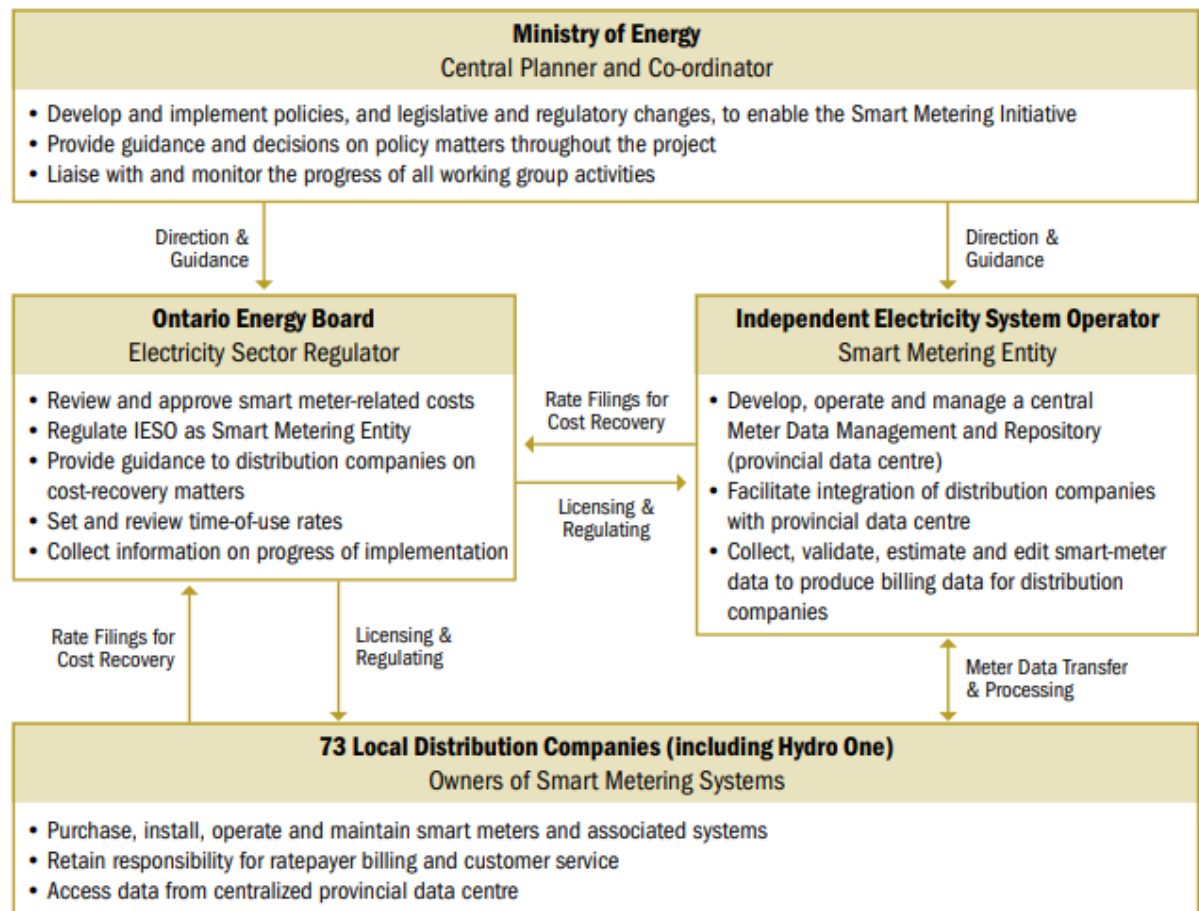 Ministry of Energy
Central Planner and Co-ordinator
• Develop and implement policies, and legislative and regulatory changes, to enable the Smart Metering Initiative
• Provide guidance and decisions on policy matters throughout the project
• Liaise with and monitor the progress of all working group activities
Direction &
Guidance
Direction &
Guidance
Ontario Energy Board
Electricity Sector Regulator
• Review and approve smart meter-related costs
• Regulate IESO as Smart Metering Entity
• Provide guidance to distribution companies on
cost-recovery matters
• Set and review time-of-use rates
• Collect information on progress of implementation
Rate Filings for
Cost Recovery
Licensing &
Regulating
Independent Electricity System Operator
Smart Metering Entity
• Develop, operate and manage a central
Meter Data Management and Repository
(provincial data centre)
• Facilitate integration of distribution companies
with provincial data centre
• Collect, validate, estimate and edit smart-meter
data to produce billing data for distribution
companies
Rate Filings for
Cost Recovery
Licensing &
Regulating
Meter Data Transfer
& Processing
73 Local Distribution Companies (including Hydro One)
Owners of Smart Metering Systems
• Purchase, install, operate and maintain smart meters and associated systems
• Retain responsibility for ratepayer billing and customer service
• Access data from centralized provincial data centre